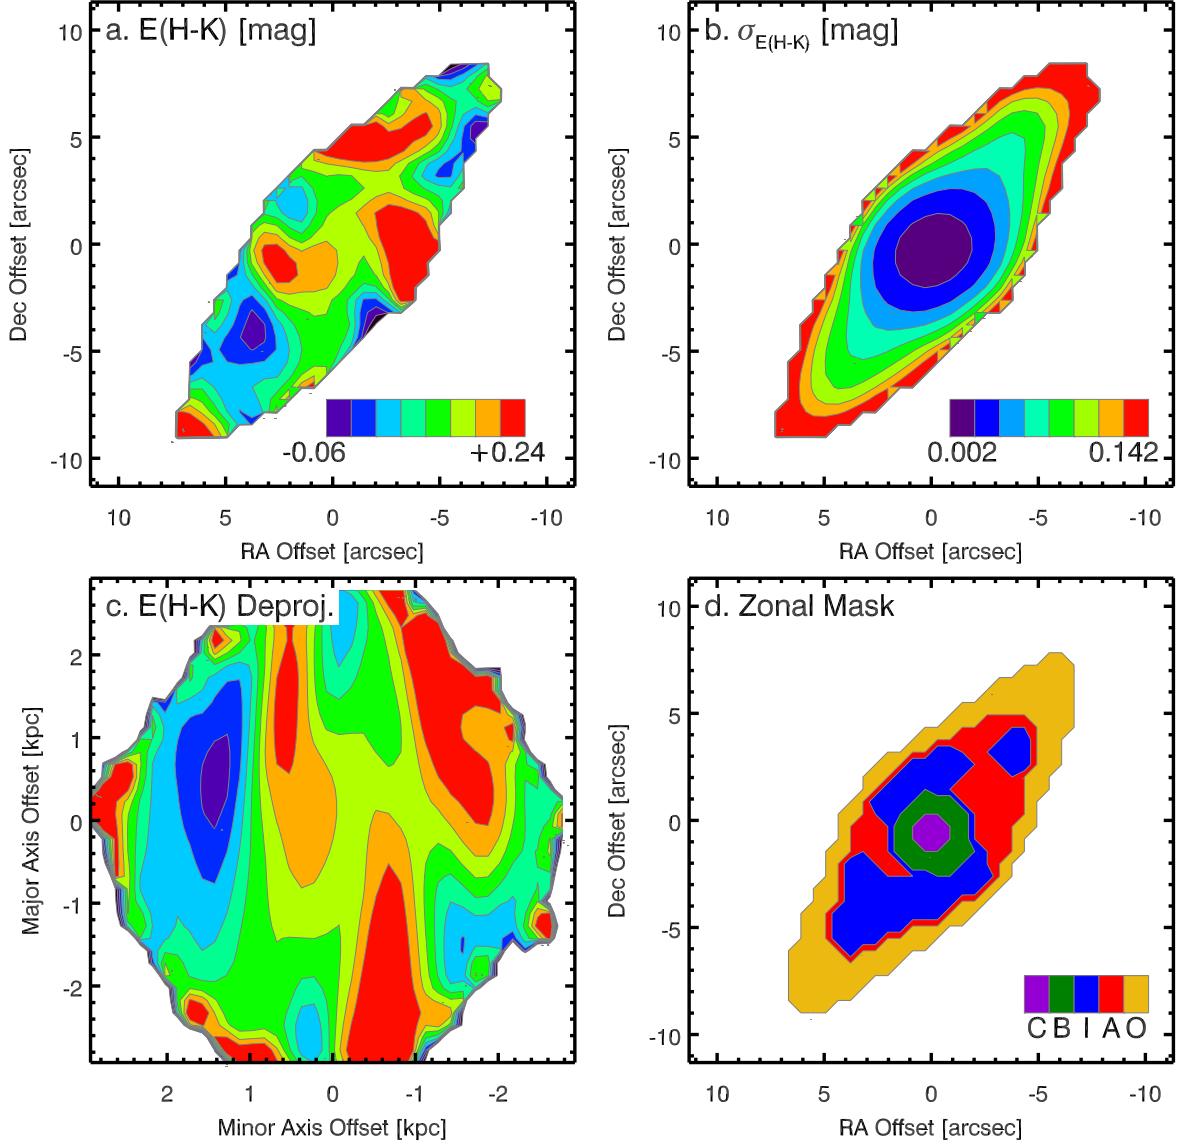 a. E(H-K) [mag]
10
5
0
-5
-10
Dec Offset [arcsec]
-0.06 +0.24
10 5 0 -5 -10
RA Offset [arcsec]
b. σE(H-K) [mag]
10
5
0
-5
-10
Dec Offset [arcsec]
0.002 0.142
10 5 0 -5 -10
RA Offset [arcsec]
c. E(H-K) Deproj.
2
1
0
-1
-2
Major Axis Offset [kpc]
2 1 0 -1 -2
Minor Axis Offset [kpc]
d. Zonal Mask
10
5
0
-5
-10
Dec Offset [arcsec]
C B I A O
10 5 0 -5 -10
RA Offset [arcsec]